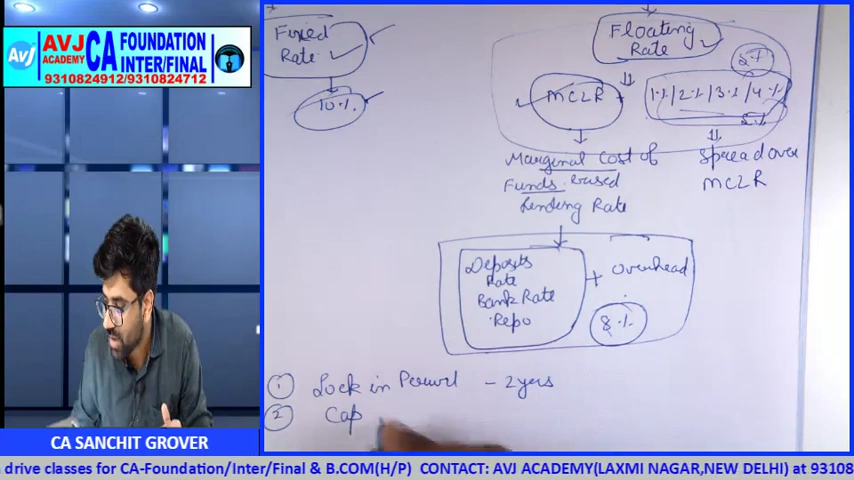 AVJ
ACADEMY
CA
FOUNDATION
INTER/FINAL
9310824912/9310824712
AVJ
Fixed
Rate
10%
Floating
Rate
MCLR +
1% / 2% / 3% / 4%
Marginal Cost of
Funds based
Lending Rate
Spread over
MCLR
Deposits
Rate
Bank Rate
Repo
+ Overhead
8%
① Lock in Period - 2 yers
② Cap
CA SANCHIT GROVER
n drive classes for CA-Foundation/Inter/Final & B.COM(H/P) CONTACT: AVJ ACADEMY(LAXMI NAGAR,NEW DELHI) at 93108